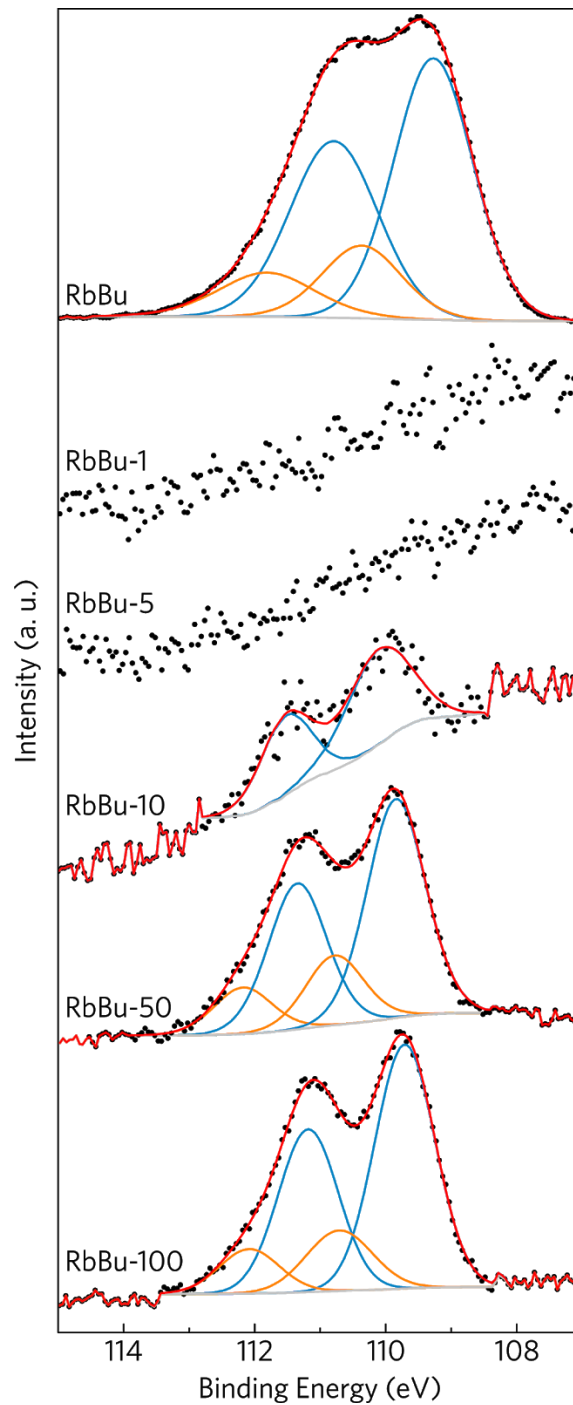 RbBu
RbBu-1
RbBu-5
RbBu-10
RbBu-50
RbBu-100
Intensity (a. u.)
114 112 110 108
Binding Energy (eV)